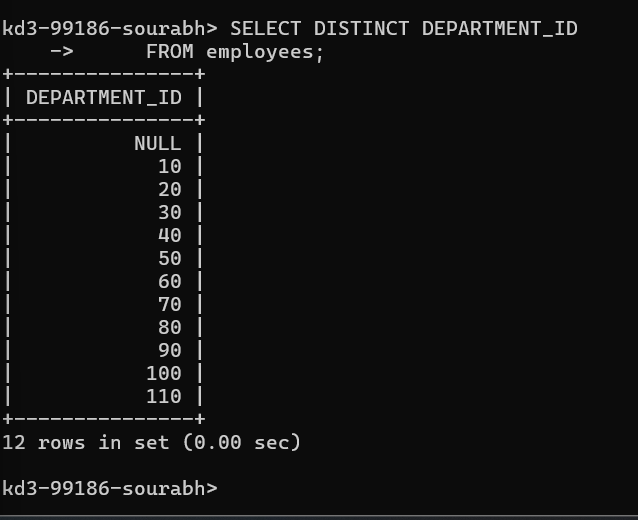 kd3-99186-sourabh> SELECT DISTINCT DEPARTMENT_ID
    ->      FROM employees;
+---------------+
| DEPARTMENT_ID |
+---------------+
|          NULL |
|            10 |
|            20 |
|            30 |
|            40 |
|            50 |
|            60 |
|            70 |
|            80 |
|            90 |
|           100 |
|           110 |
+---------------+
12 rows in set (0.00 sec)
kd3-99186-sourabh>